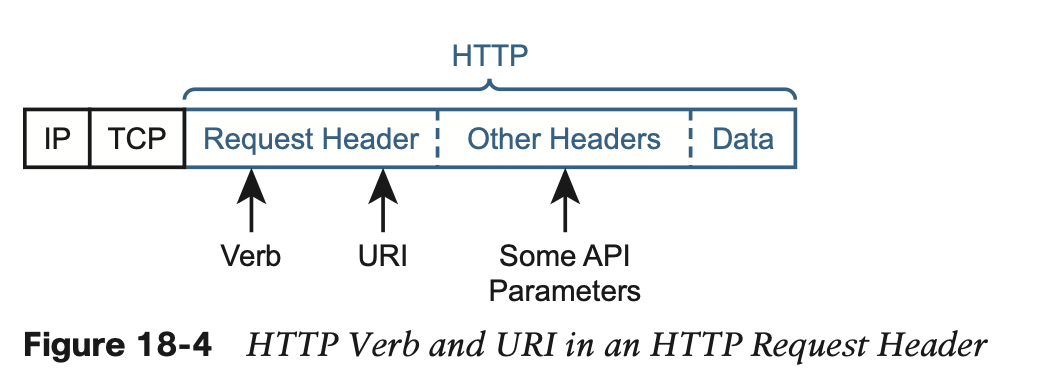 HTTP
IP TCP Request Header Other Headers Data
Verb URI Some API
Parameters
Figure 18-4 HTTP Verb and URI in an HTTP Request Header